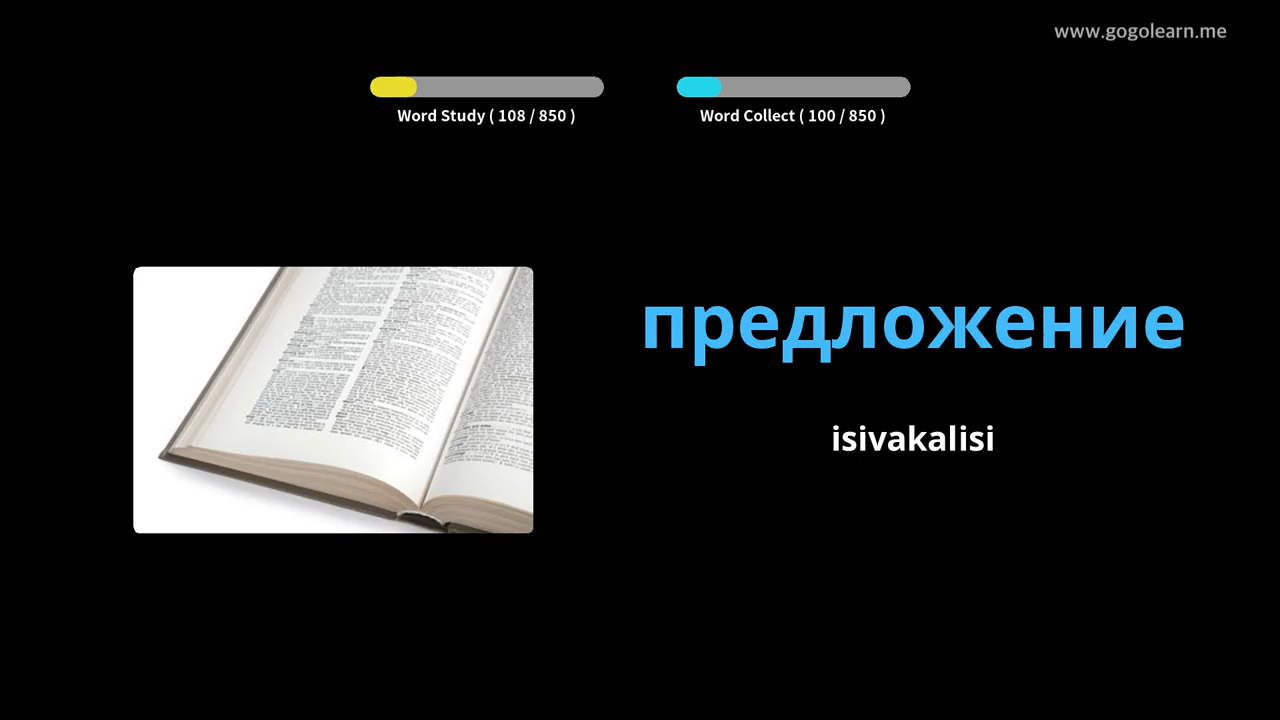 www.gogolearn.me
Word Study ( 108 / 850 )
Word Collect ( 100 / 850 )
предложение
isivakalisi